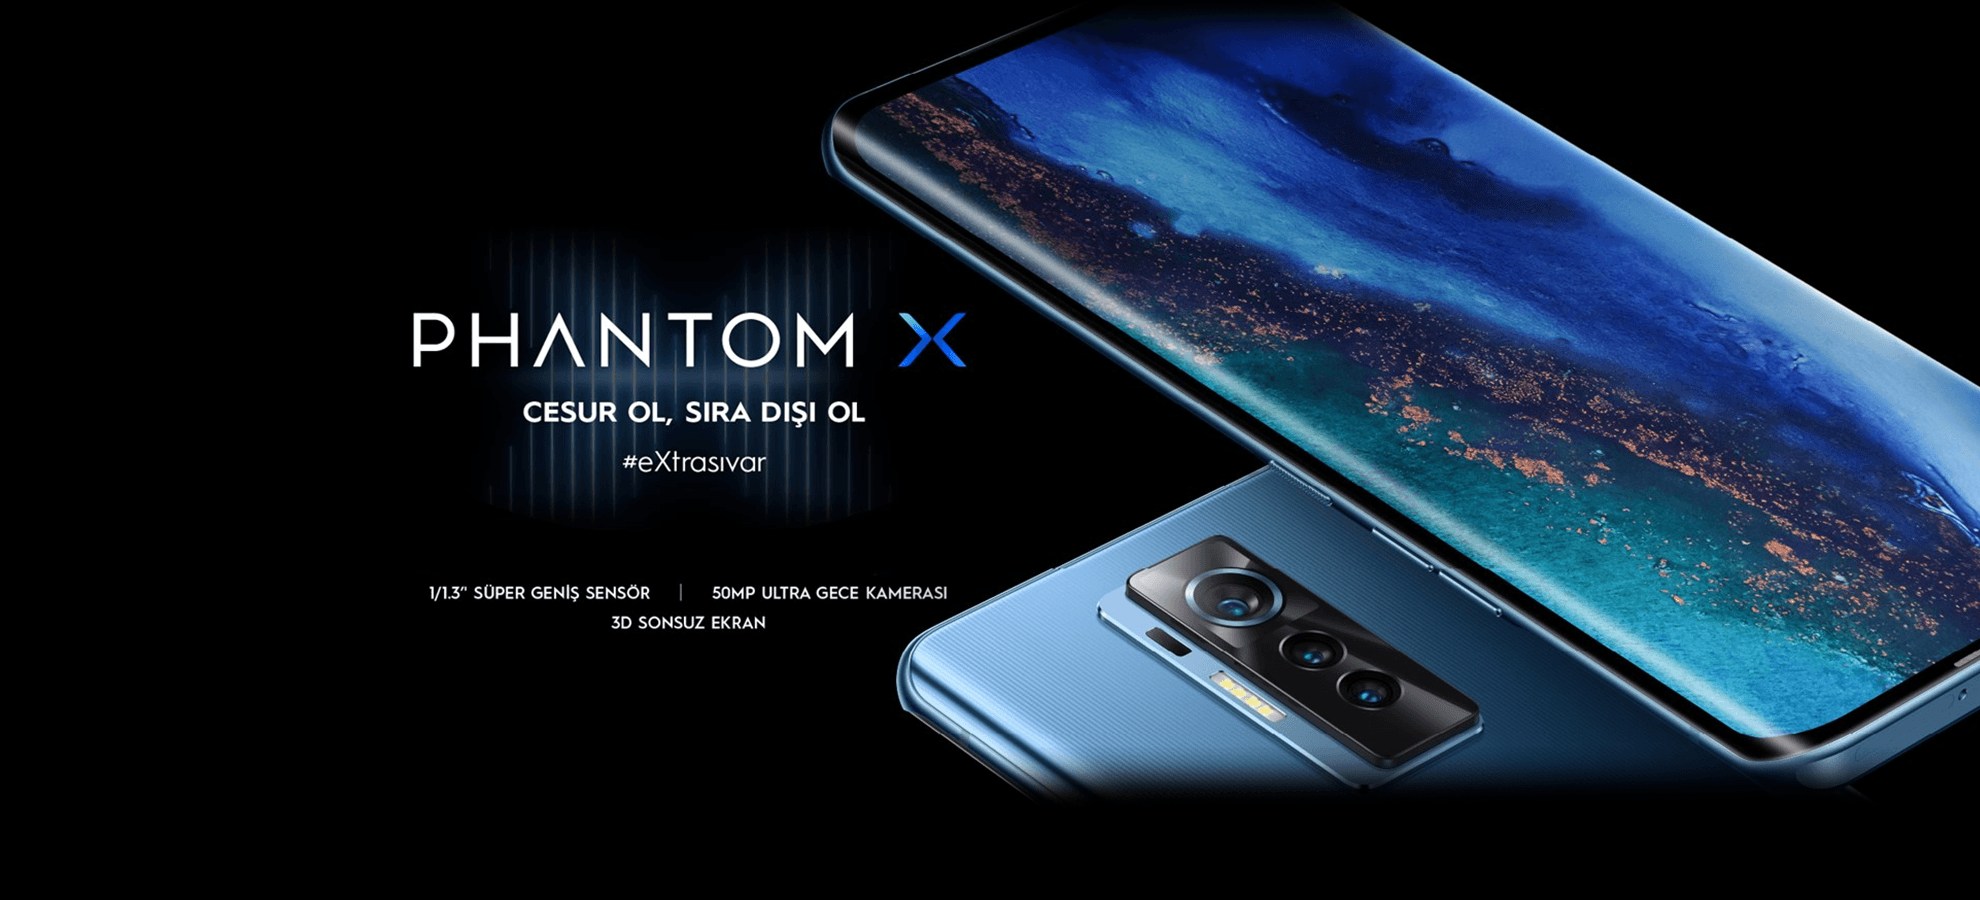 PHANTOM X
CESUR OL, SIRA DIŞI OL
#eXtrasıvar
1/1.3" SÜPER GENİŞ SENSÖR | 50MP ULTRA GECE KAMERASI
3D SONSUZ EKRAN